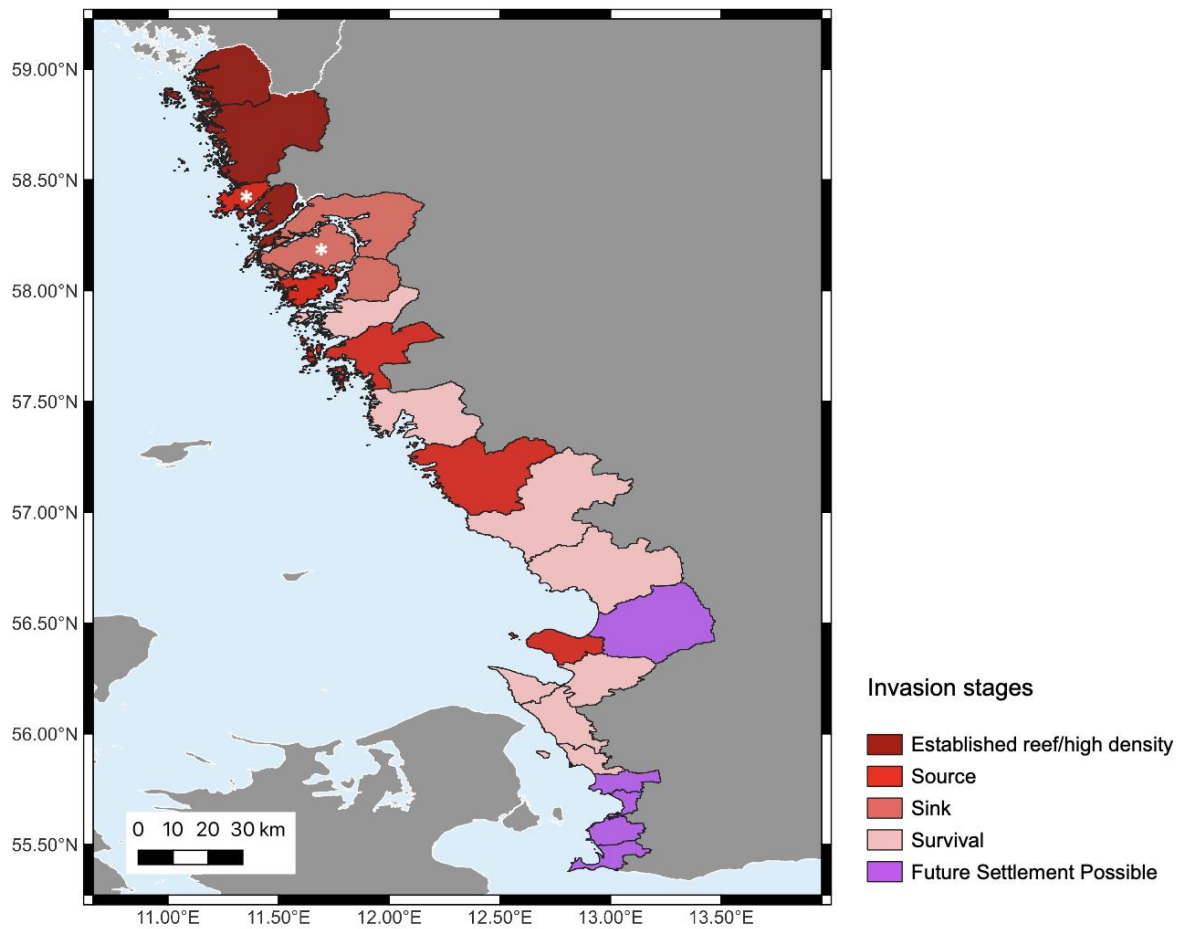 59.00°N
58.50°N
58.00°N
57.50°N
57.00°N
56.50°N
56.00°N
55.50°N
*
*
0 10 20 30 km
11.00°E 11.50°E 12.00°E 12.50°E 13.00°E 13.50°E
Invasion stages
Established reef/high density
Source
Sink
Survival
Future Settlement Possible